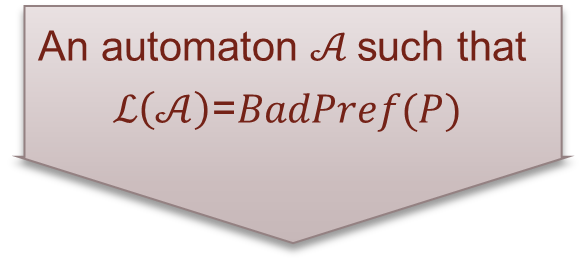 An automaton 𝒜 such that
ℒ(𝒜)=𝐵𝑎𝑑𝑃𝑟𝑒𝑓(𝑃)